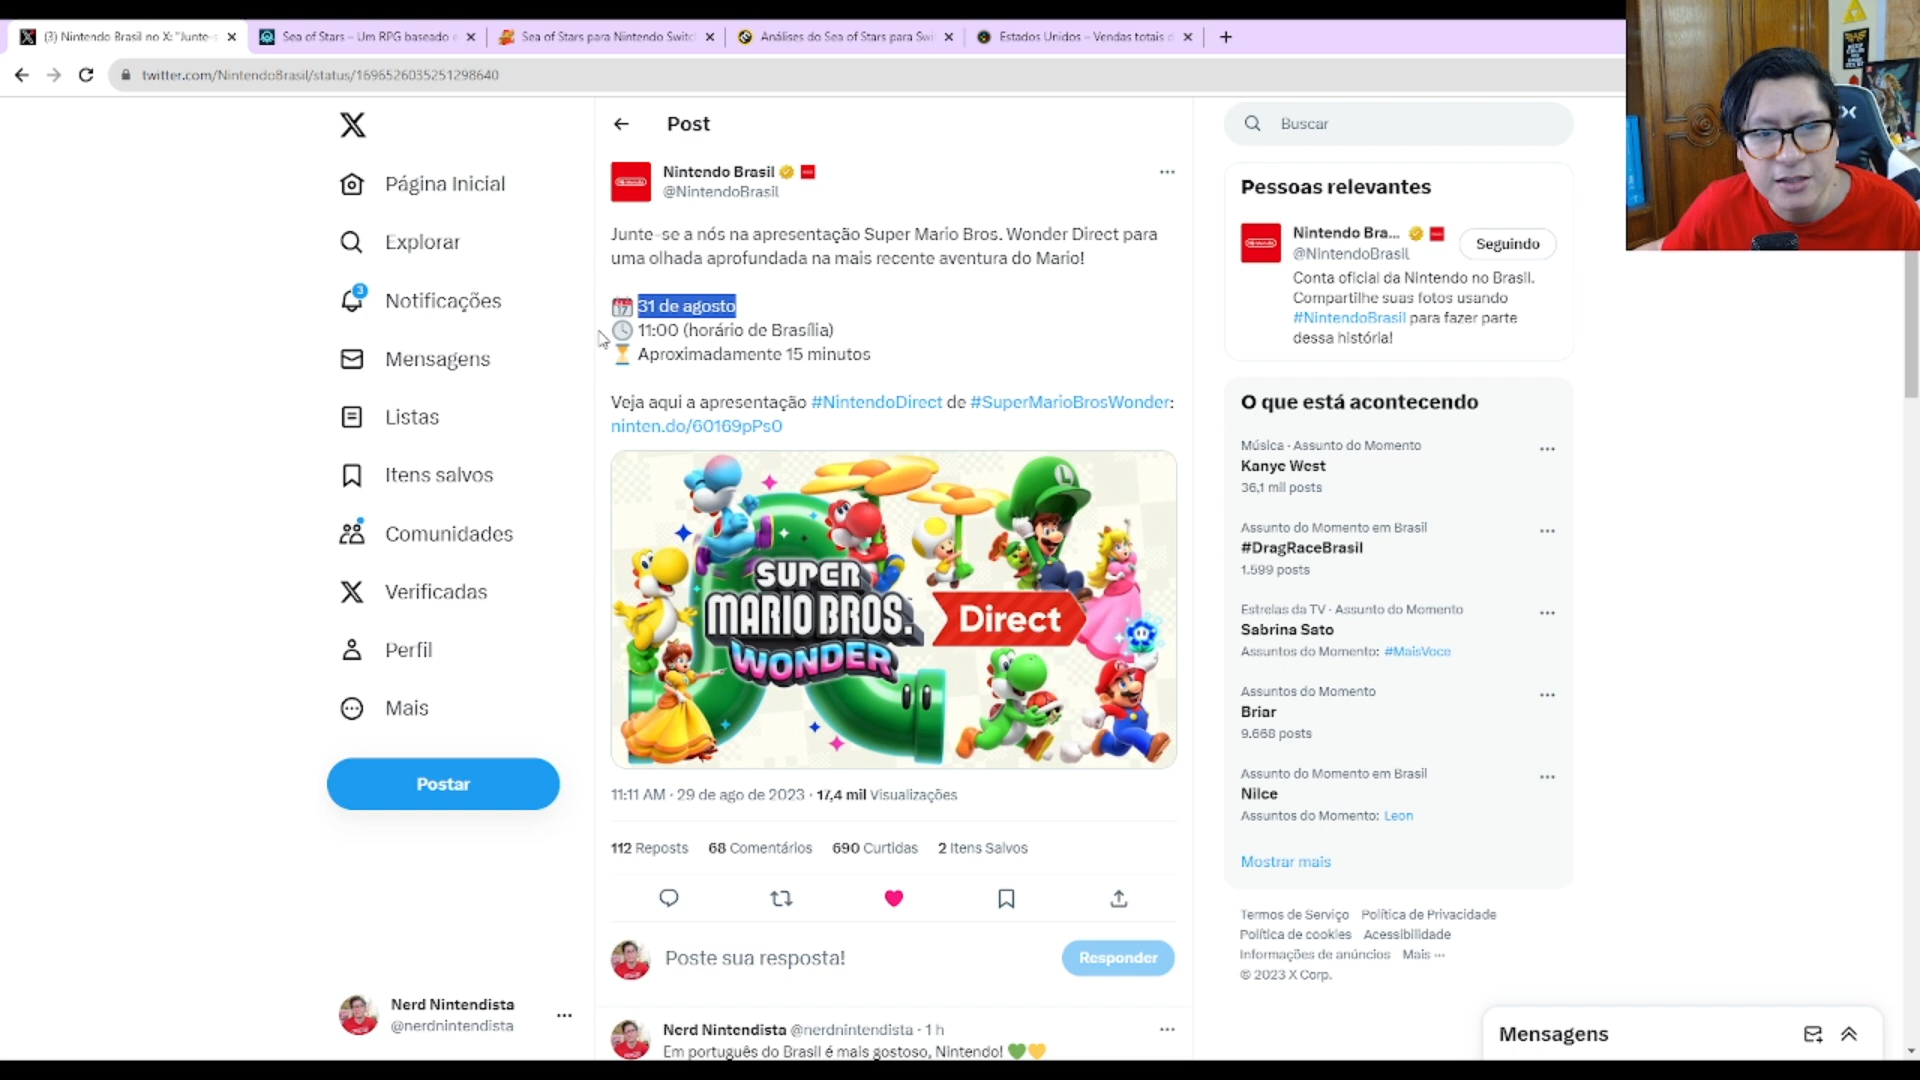 (3) Nintendo Brasil no X: "Junte-s
Sea of Stars – Um RPG baseado e
Sea of Stars para Nintendo Switc
Análises do Sea of Stars para Swi
Estados Unidos – Vendas totais d
twitter.com/NintendoBrasil/status/1696526035251298640
Página Inicial
Explorar
3
Notificações
Mensagens
Listas
Itens salvos
Comunidades
Verificadas
Perfil
Mais
Postar
Nerd Nintendista
@nerdnintendista
Post
Nintendo Brasil
@NintendoBrasil
Junte-se a nós na apresentação Super Mario Bros. Wonder Direct para
uma olhada aprofundada na mais recente aventura do Mario!
31 de agosto
11:00 (horário de Brasília)
Aproximadamente 15 minutos
Veja aqui a apresentação #NintendoDirect de #SuperMarioBrosWonder:
ninten.do/60169pPsO
SUPER
MARIO BROS.
WONDER
Direct
11:11 AM · 29 de ago de 2023 · 17,4 mil Visualizações
112 Reposts 68 Comentários 690 Curtidas 2 Itens Salvos
Poste sua resposta!
Responder
Nerd Nintendista @nerdnintendista · 1 h
Em português do Brasil é mais gostoso, Nintendo!
Buscar
Pessoas relevantes
Nintendo Bra...
@NintendoBrasil
Seguindo
Conta oficial da Nintendo no Brasil.
Compartilhe suas fotos usando
#NintendoBrasil para fazer parte
dessa história!
O que está acontecendo
Música · Assunto do Momento
Kanye West
36,1 mil posts
Assunto do Momento em Brasil
#DragRaceBrasil
1.599 posts
Estrelas da TV · Assunto do Momento
Sabrina Sato
Assuntos do Momento: #MaisVoce
Assuntos do Momento
Briar
9.668 posts
Assunto do Momento em Brasil
Nilce
Assuntos do Momento: Leon
Mostrar mais
Termos de Serviço Política de Privacidade
Política de cookies Acessibilidade
Informações de anúncios Mais ···
© 2023 X Corp.
Mensagens